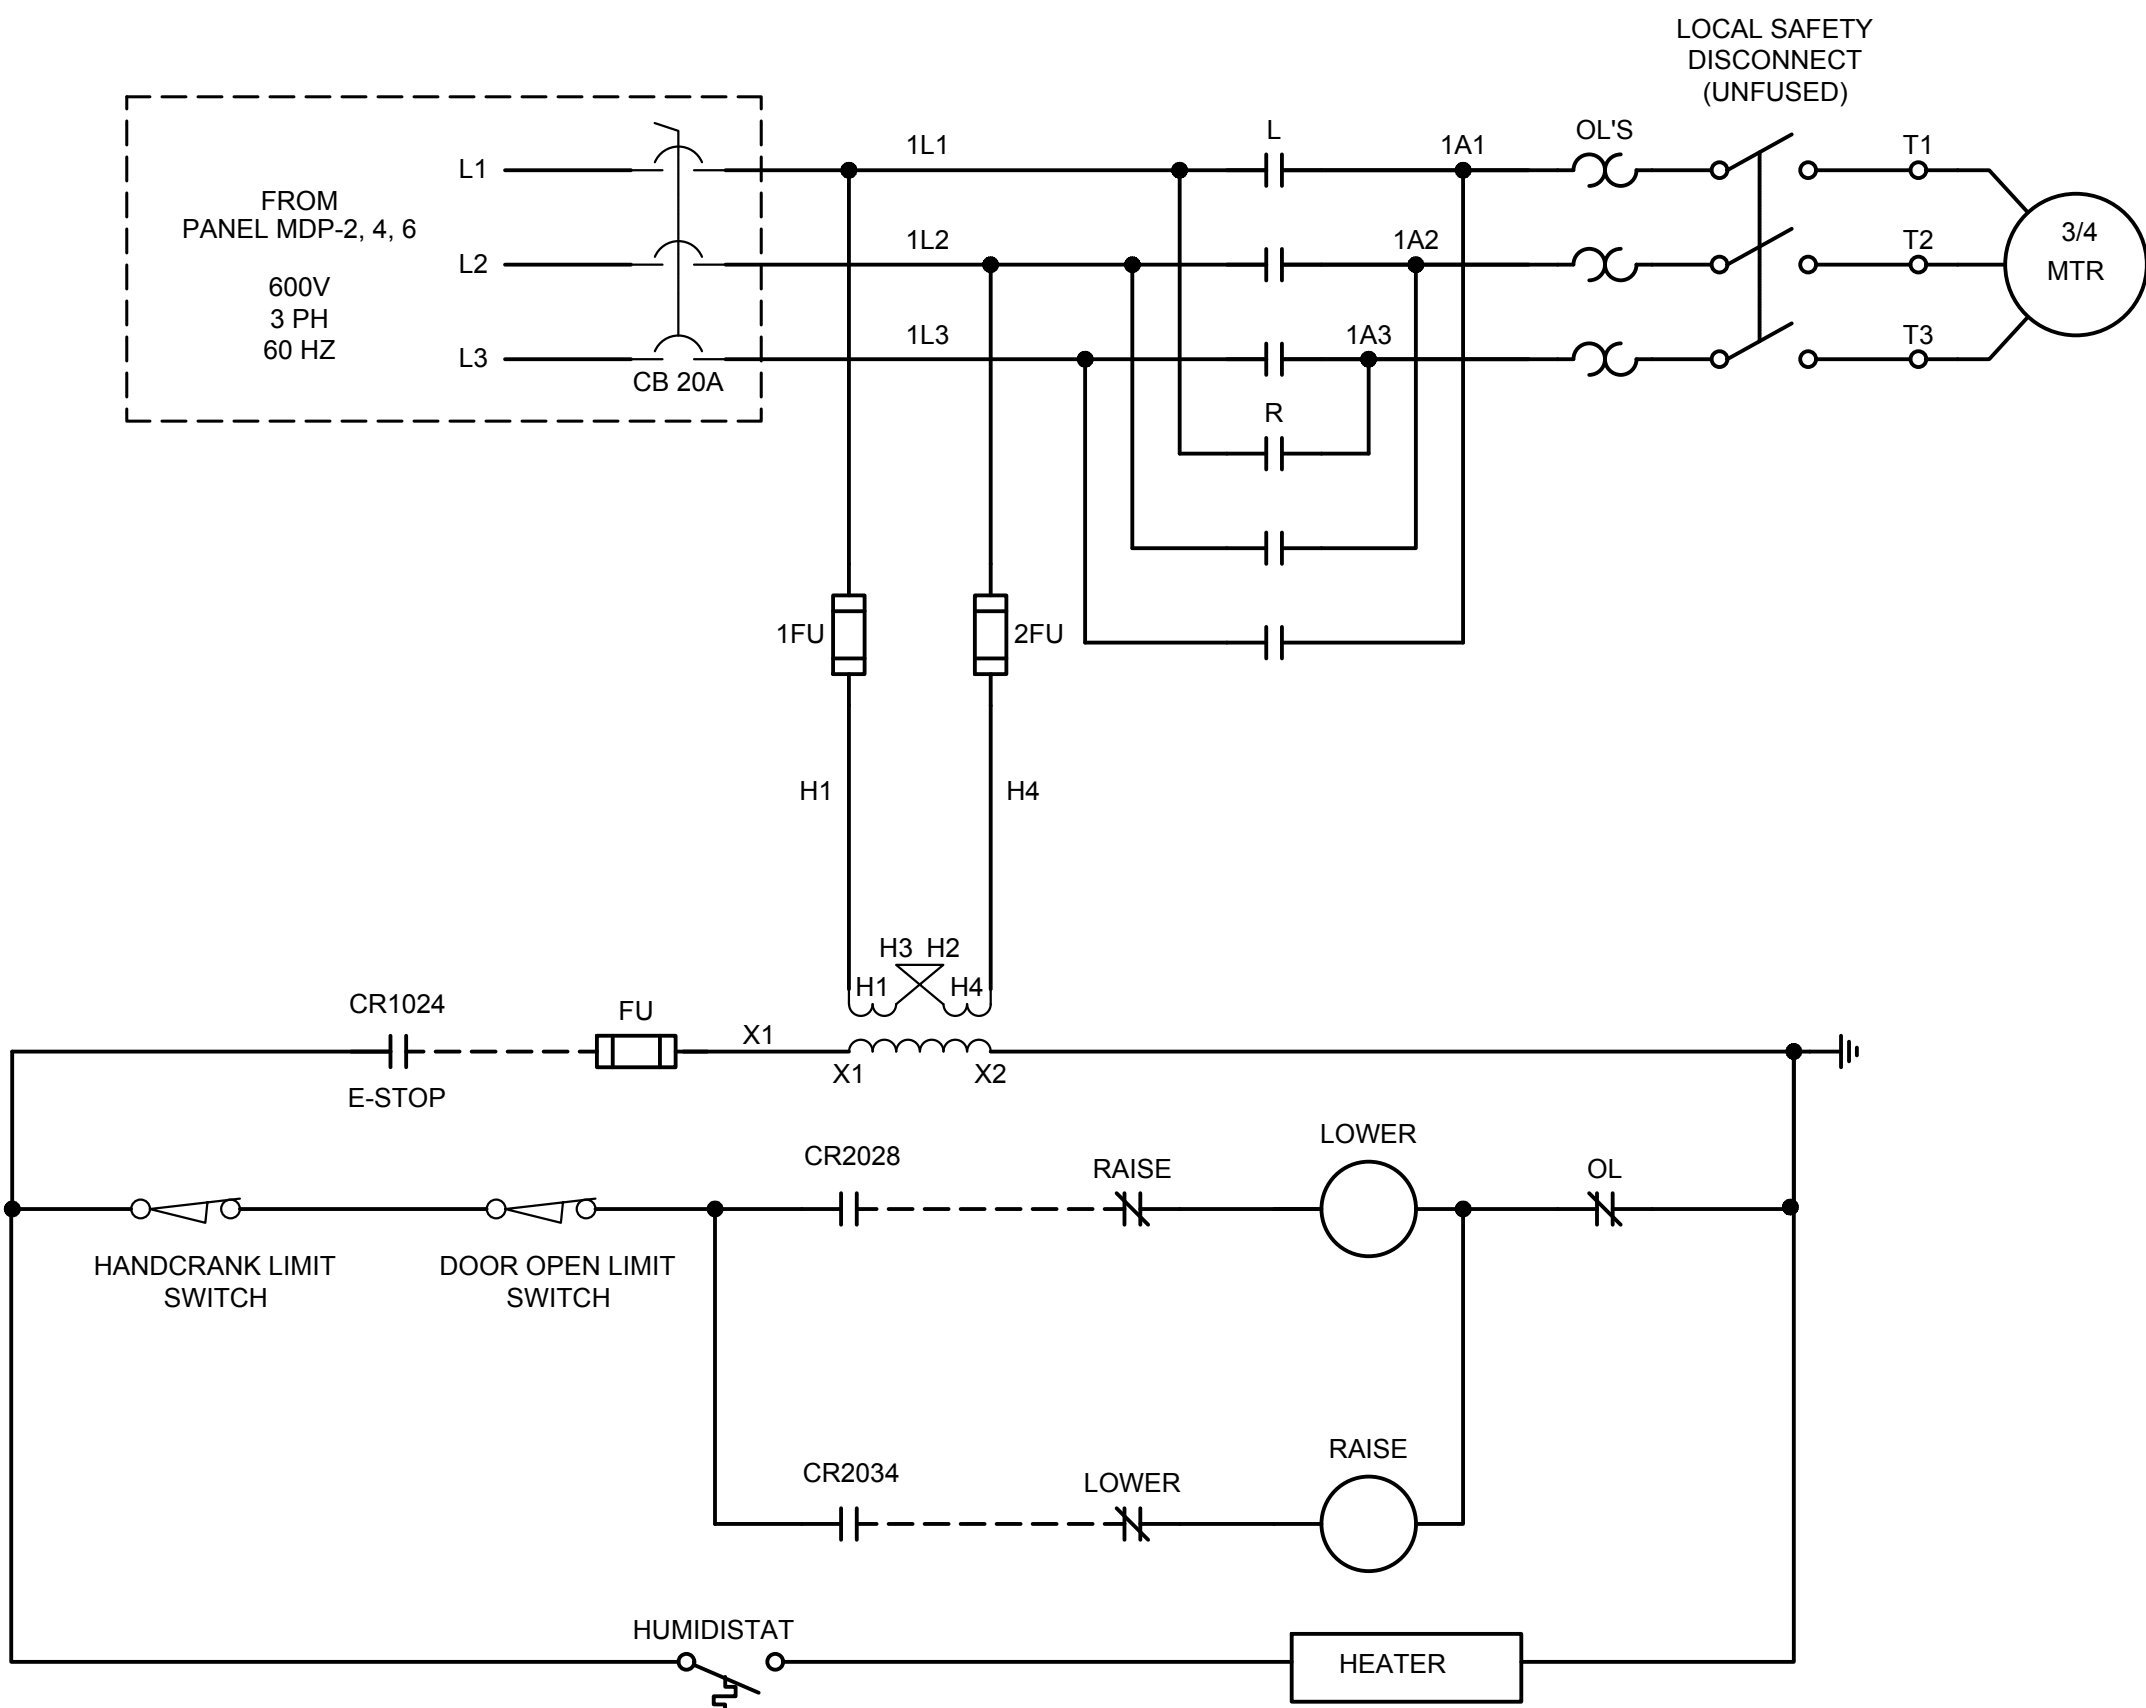 LOCAL SAFETY
DISCONNECT
(UNFUSED)
L
OL'S
1L1
1A1
T1
L1
FROM
PANEL MDP-2, 4, 6
1L2
1A2
T2
3/4
MTR
L2
600V
3 PH
60 HZ
1L3
1A3
T3
L3
CB 20A
R
1FU
2FU
H1
H4
H3 H2
H1
H4
CR1024
FU
X1
X1
X2
E-STOP
LOWER
CR2028
RAISE
OL
HANDCRANK LIMIT
SWITCH
DOOR OPEN LIMIT
SWITCH
RAISE
CR2034
LOWER
HUMIDISTAT
HEATER